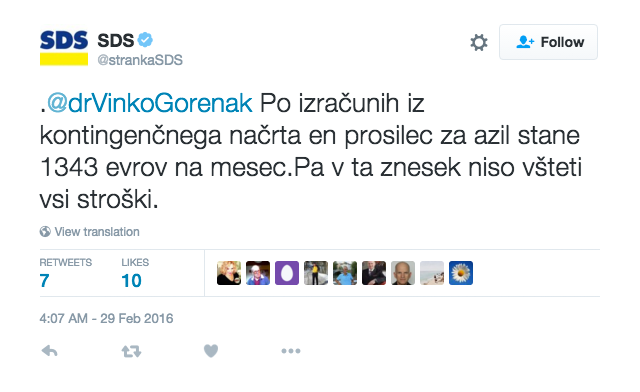 SDS SDS
@strankaSDS
Follow
.@drVinkoGorenak Po izračunih iz
kontingenčnega načrta en prosilec za azil stane
1343 evrov na mesec.Pa v ta znesek niso všteti
vsi stroški.
View translation
RETWEETS LIKES
7 10
4:07 AM - 29 Feb 2016